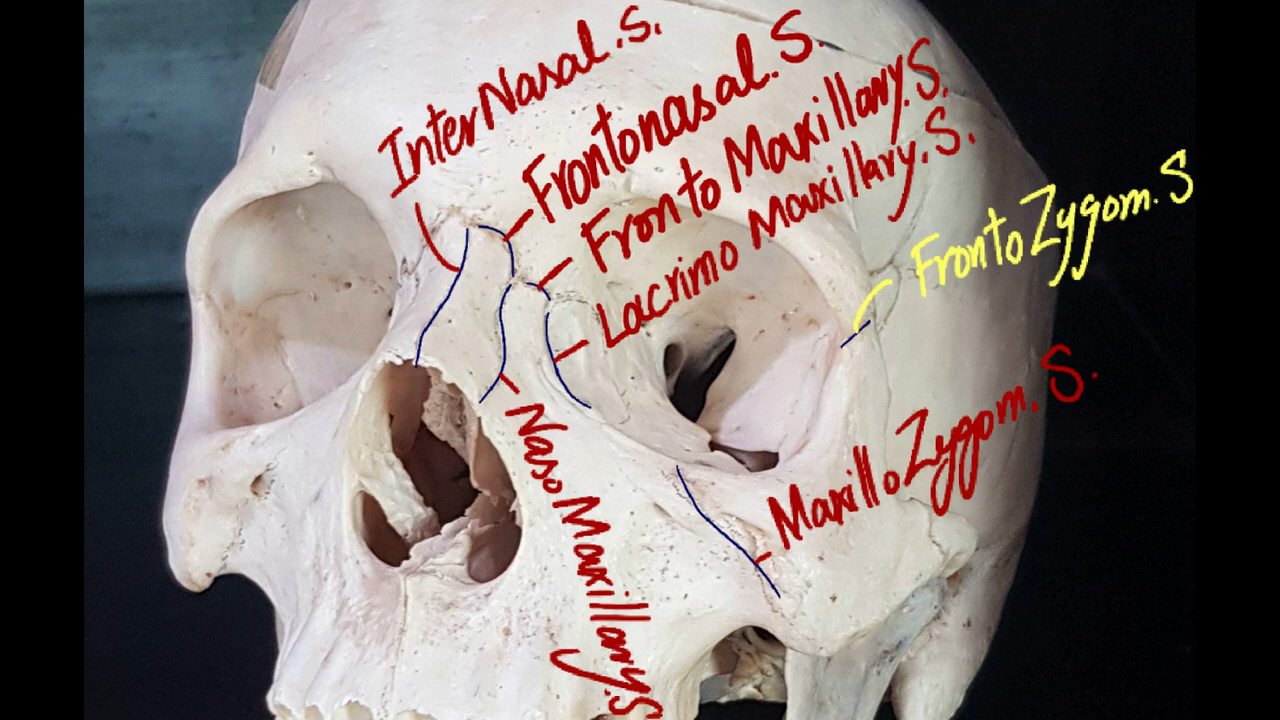 InterNasal.S.
Frontonasal.S.
Fronto Maxillary.S.
Lacrimo Maxillary.S.
FrontoZygom.S
MaxilloZygom.S.
Naso Maxillary.S